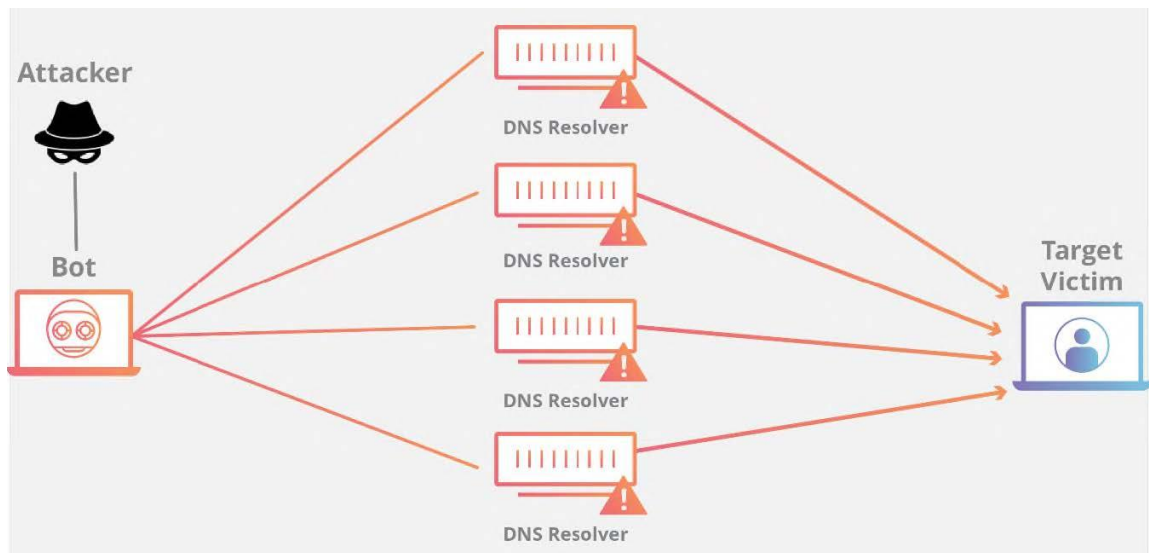 Attacker
Bot
DNS Resolver
DNS Resolver
DNS Resolver
DNS Resolver
Target
Victim